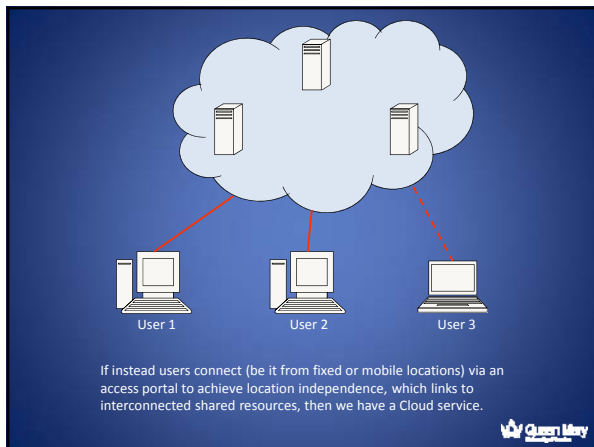 User 1
User 2
User 3
If instead users connect (be it from fixed or mobile locations) via an
access portal to achieve location independence, which links to
interconnected shared resources, then we have a Cloud service.
Queen Mary